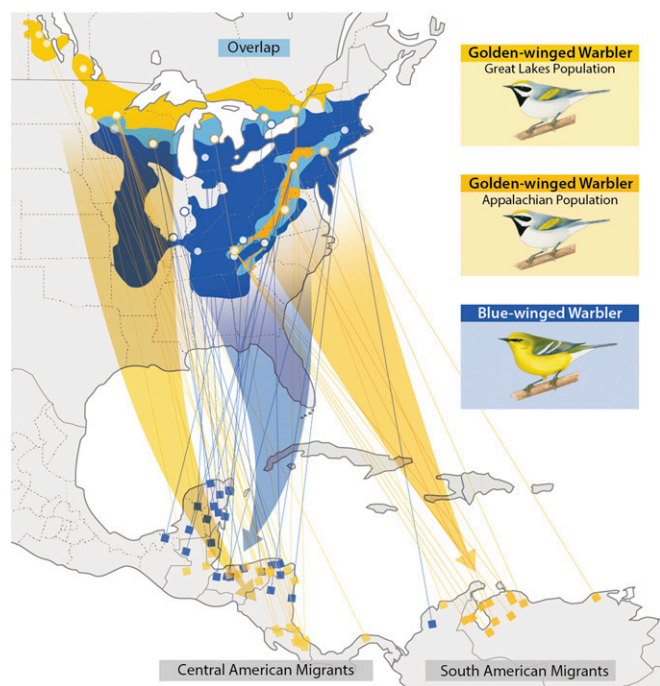 Overlap
Golden-winged Warbler
Great Lakes Population
Golden-winged Warbler
Appalachian Population
Blue-winged Warbler
Central American Migrants
South American Migrants